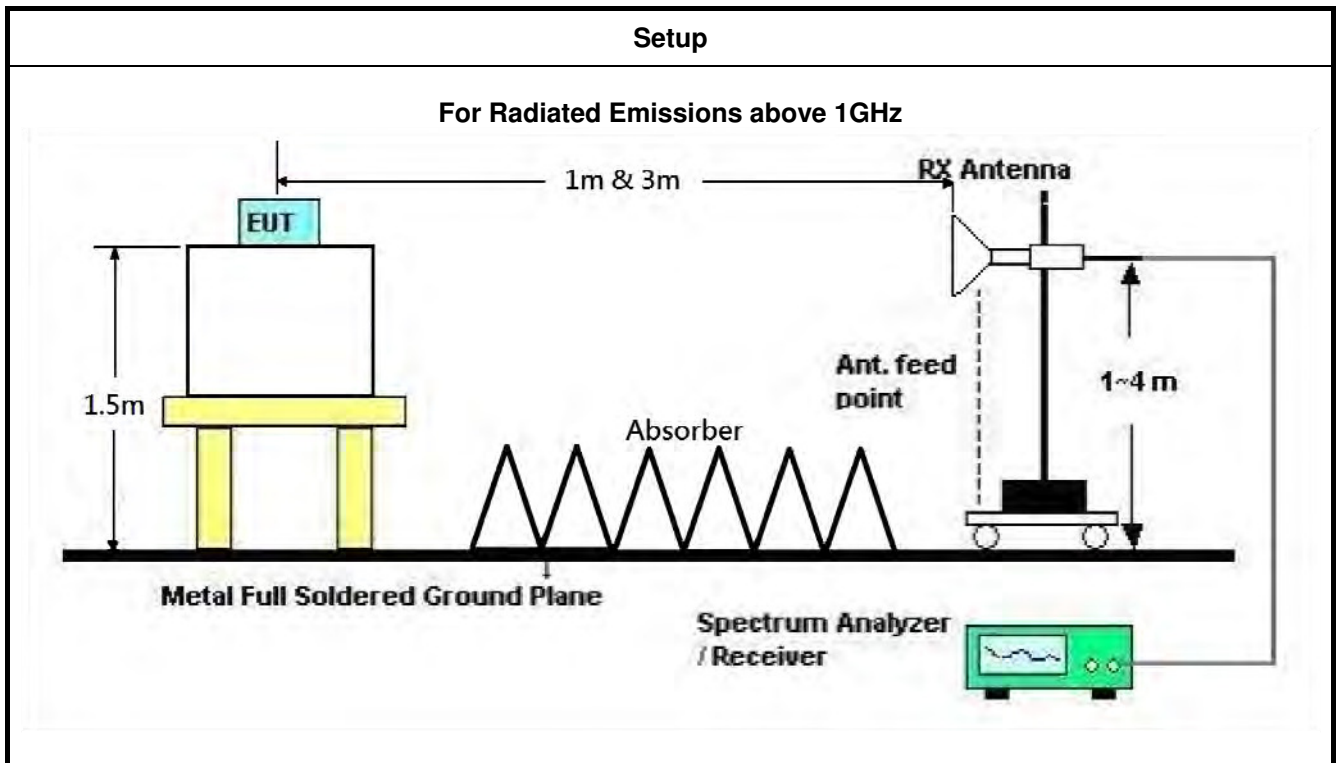 Setup
For Radiated Emissions above 1GHz
1m & 3m
RX Antenna
EUT
Ant. feed
point
1~4 m
1.5m
Absorber
Metal Full Soldered Ground Plane
Spectrum Analyzer
/ Receiver